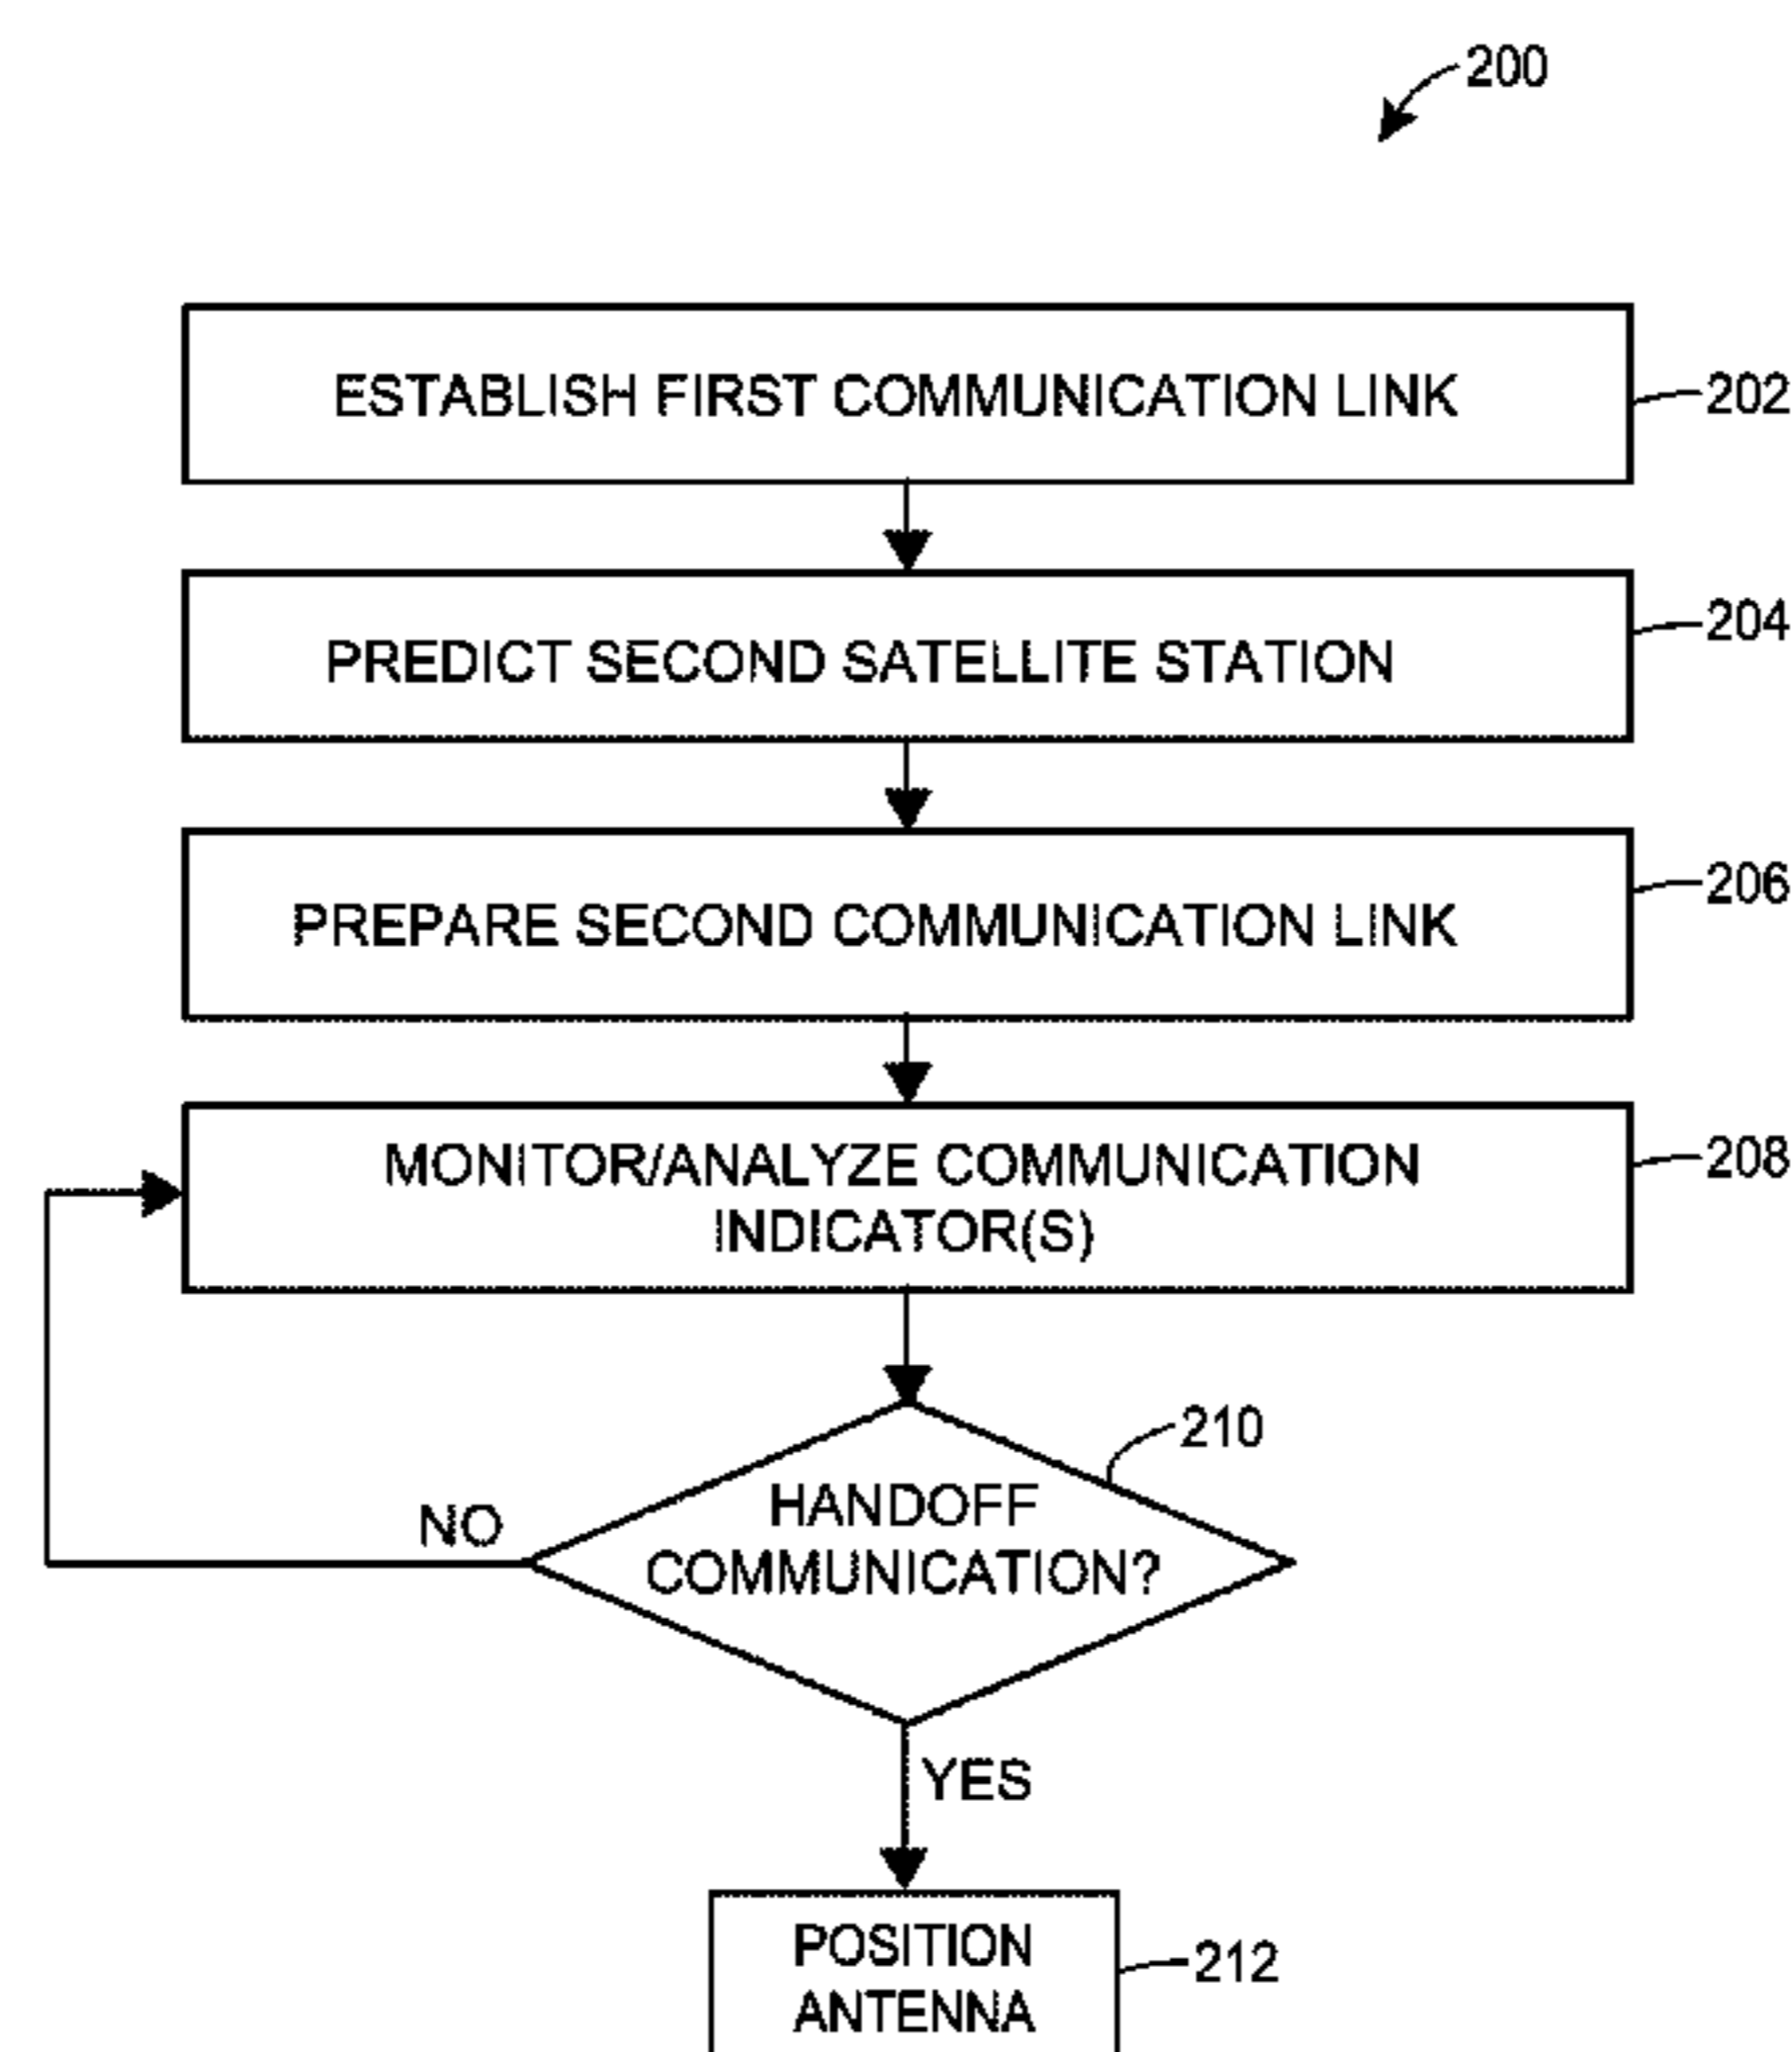 200
ESTABLISH FIRST COMMUNICATION LINK
202
PREDICT SECOND SATELLITE STATION
204
PREPARE SECOND COMMUNICATION LINK
206
MONITOR/ANALYZE COMMUNICATION
INDICATOR(S)
208
210
HANDOFF
COMMUNICATION?
NO
YES
POSITION
ANTENNA
212